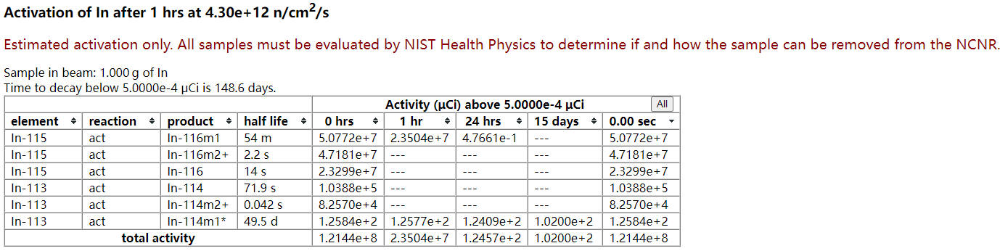 Activation of In after 1 hrs at 4.30e+12 n/cm²/s
Estimated activation only. All samples must be evaluated by NIST Health Physics to determine if and how the sample can be removed from the NCNR.
Sample in beam: 1.000 g of In
Time to decay below 5.0000e-4 µCi is 148.6 days.
Activity (µCi) above 5.0000e-4 µCi All
element reaction product half life 0 hrs 1 hr 24 hrs 15 days 0.00 sec
In-115 act In-116m1 54 m 5.0772e+7 2.3504e+7 4.7661e-1 --- 5.0772e+7
In-115 act In-116m2+ 2.2 s 4.7181e+7 --- --- --- 4.7181e+7
In-115 act In-116 14 s 2.3299e+7 --- --- --- 2.3299e+7
In-113 act In-114 71.9 s 1.0388e+5 --- --- --- 1.0388e+5
In-113 act In-114m2+ 0.042 s 8.2570e+4 --- --- --- 8.2570e+4
In-113 act In-114m1* 49.5 d 1.2584e+2 1.2577e+2 1.2409e+2 1.0200e+2 1.2584e+2
total activity 1.2144e+8 2.3504e+7 1.2457e+2 1.0200e+2 1.2144e+8